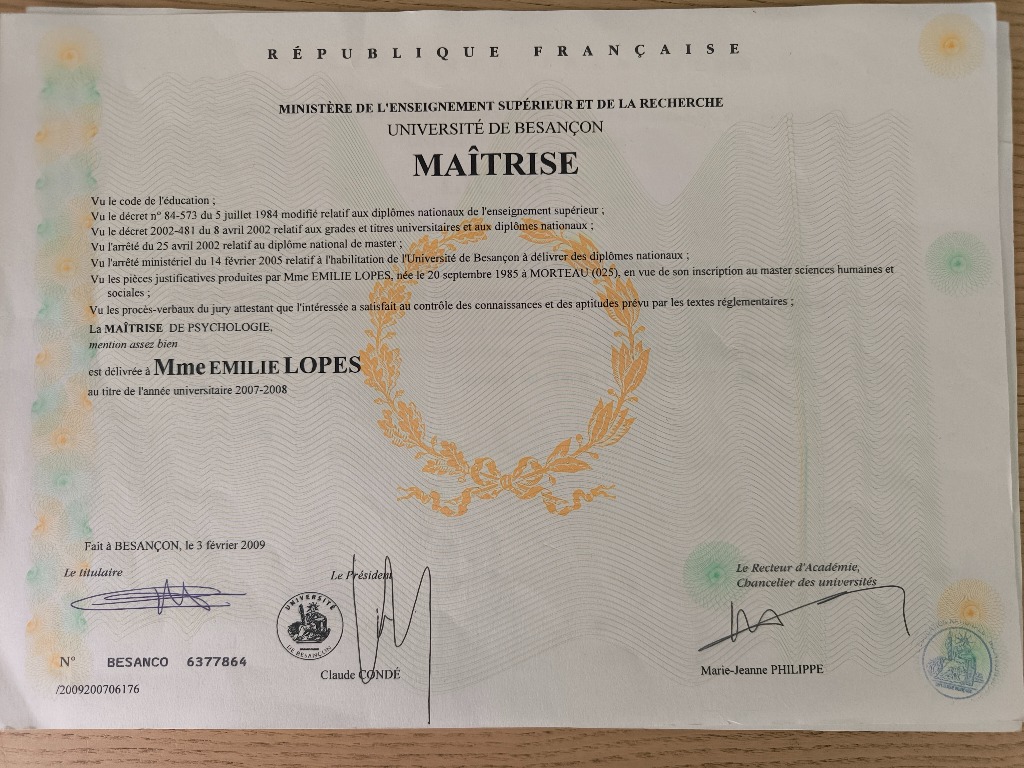 RÉPUBLIQUE FRANÇAISE
MINISTÈRE DE L'ENSEIGNEMENT SUPÉRIEUR ET DE LA RECHERCHE
UNIVERSITÉ DE BESANÇON
MAÎTRISE
Vu le code de l'éducation ;
Vu le décret n° 84-573 du 5 juillet 1984 modifié relatif aux diplômes nationaux de l'enseignement supérieur ;
Vu le décret 2002-481 du 8 avril 2002 relatif aux grades et titres universitaires et aux diplômes nationaux ;
Vu l'arrêté du 25 avril 2002 relatif au diplôme national de master ;
Vu l'arrêté ministériel du 14 février 2005 relatif à l'habilitation de l'Université de Besançon à délivrer des diplômes nationaux ;
Vu les pièces justificatives produites par Mme EMILIE LOPES, née le 20 septembre 1985 à MORTEAU (025), en vue de son inscription au master sciences humaines et
sociales ;
Vu les procès-verbaux du jury attestant que l'intéressée a satisfait au contrôle des connaissances et des aptitudes prévu par les textes réglementaires ;
La MAÎTRISE DE PSYCHOLOGIE,
mention assez bien
est délivrée à Mme EMILIE LOPES
au titre de l'année universitaire 2007-2008
Fait à BESANÇON, le 3 février 2009
Le titulaire
Le Président
Le Recteur d'Académie,
Chancelier des universités
UNIVERSITÉ
DE BESANÇON
Claude CONDÉ
Marie-Jeanne PHILIPPE
N° BESANCO 6377864
/2009200706176